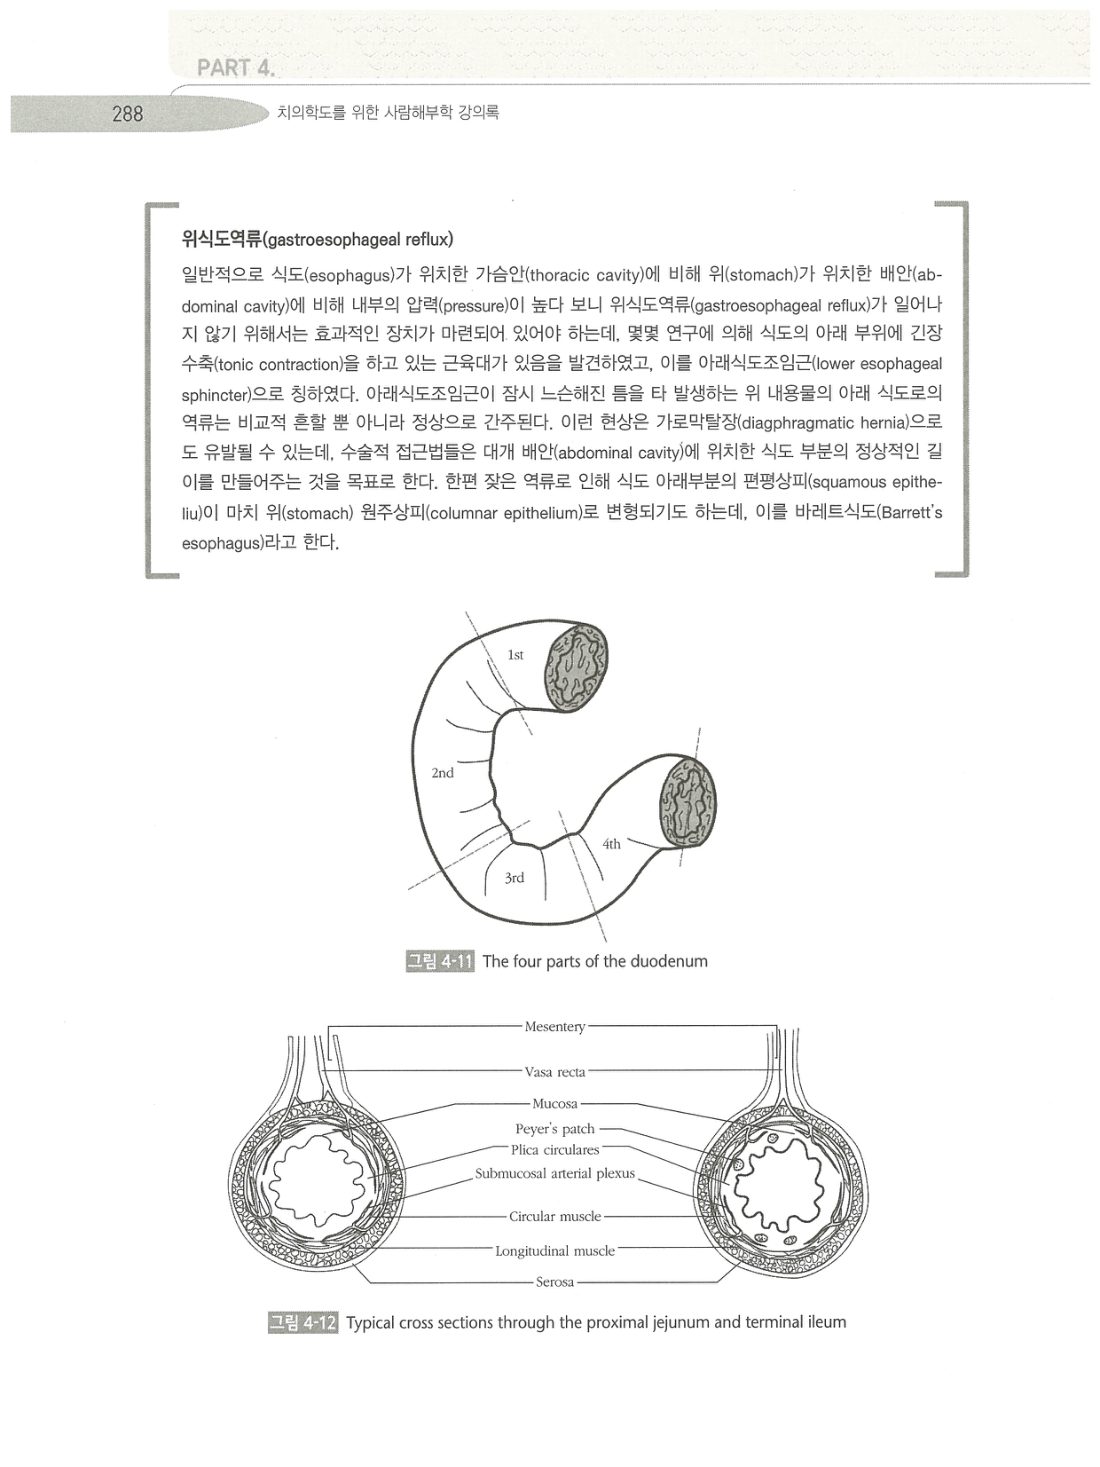 PART 4.
288
치의학도를 위한 사람해부학 강의록
위식도역류(gastroesophageal reflux)
일반적으로 식도(esophagus)가 위치한 가슴안(thoracic cavity)에 비해 위(stomach)가 위치한 배안(ab-
dominal cavity)에 비해 내부의 압력(pressure)이 높다 보니 위식도역류(gastroesophageal reflux)가 일어나
지 않기 위해서는 효과적인 장치가 마련되어 있어야 하는데, 몇몇 연구에 의해 식도의 아래 부위에 긴장
수축(tonic contraction)을 하고 있는 근육대가 있음을 발견하였고, 이를 아래식도조임근(lower esophageal
sphincter)으로 칭하였다. 아래식도조임근이 잠시 느슨해진 틈을 타 발생하는 위 내용물의 아래 식도로의
역류는 비교적 흔할 뿐 아니라 정상으로 간주된다. 이런 현상은 가로막탈장(diagphragmatic hernia)으로
도 유발될 수 있는데, 수술적 접근법들은 대개 배안(abdominal cavity)에 위치한 식도 부분의 정상적인 길
이를 만들어주는 것을 목표로 한다. 한편 잦은 역류로 인해 식도 아래부분의 편평상피(squamous epithe-
liu)이 마치 위(stomach) 원주상피(columnar epithelium)로 변형되기도 하는데, 이를 바레트식도(Barrett's
esophagus)라고 한다.
1st
2nd
4th
3rd
그림 4-11 The four parts of the duodenum
Mesentery
Vasa recta
Mucosa
Peyer's patch
Plica circulares
Submucosal arterial plexus
Circular muscle
Longitudinal muscle
Serosa
그림 4-12 Typical cross sections through the proximal jejunum and terminal ileum